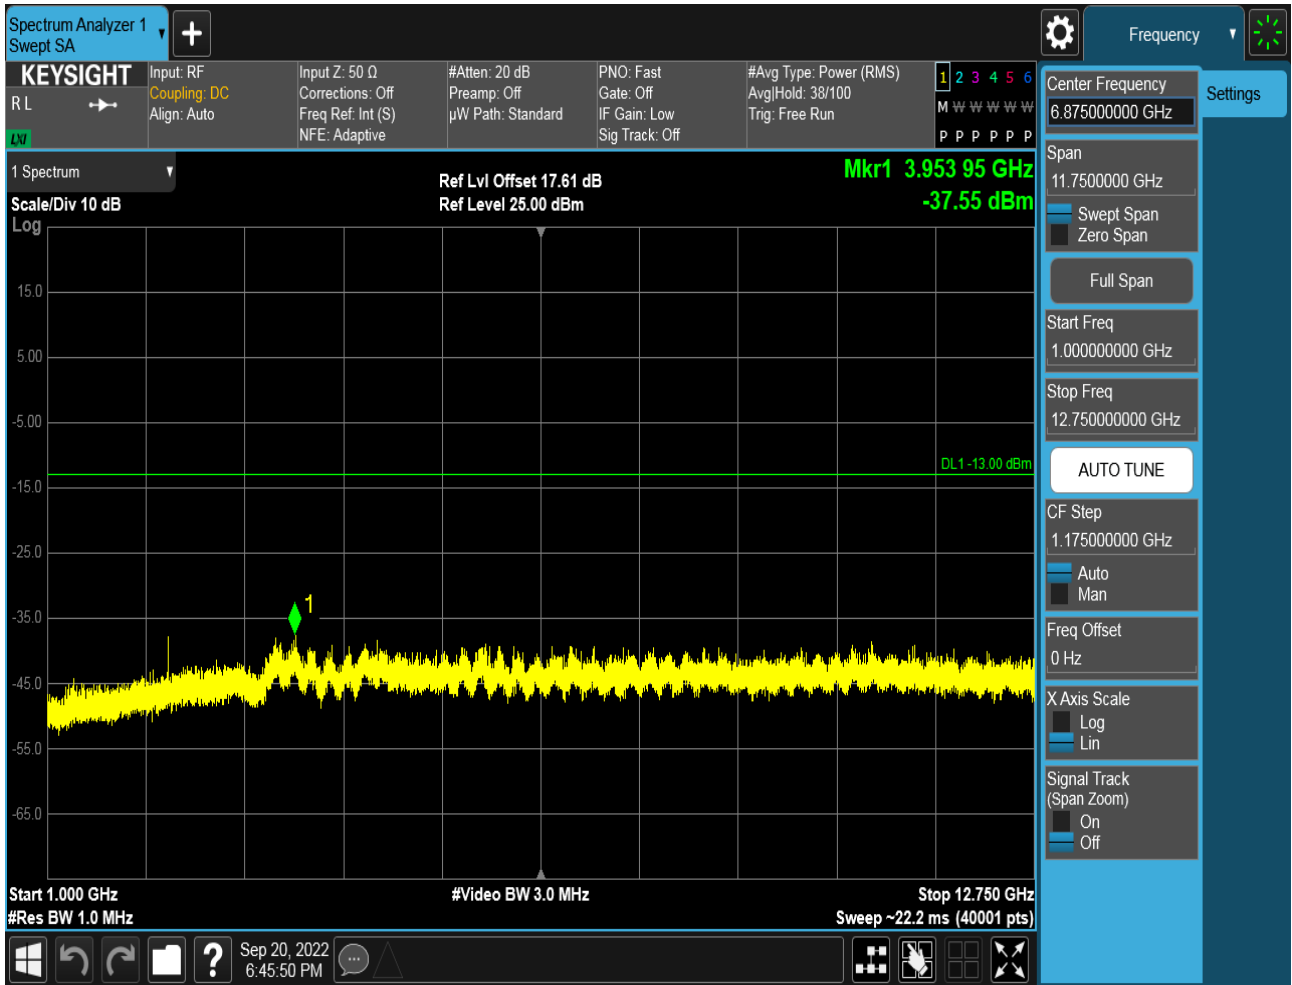 Spectrum Analyzer 1
Swept SA
Frequency
KEYSIGHT
R L
LXI
Input: RF
Coupling: DC
Align: Auto
Input Z: 50 Ω
Corrections: Off
Freq Ref: Int (S)
NFE: Adaptive
#Atten: 20 dB
Preamp: Off
µW Path: Standard
PNO: Fast
Gate: Off
IF Gain: Low
Sig Track: Off
#Avg Type: Power (RMS)
Avg|Hold: 38/100
Trig: Free Run
1 2 3 4 5 6
M W W W W W
P P P P P P
1 Spectrum
Scale/Div 10 dB
Log
Ref Lvl Offset 17.61 dB
Ref Level 25.00 dBm
Mkr1 3.953 95 GHz
-37.55 dBm
15.0
5.00
-5.00
-15.0
-25.0
-35.0
-45.0
-55.0
-65.0
DL1 -13.00 dBm
1
Start 1.000 GHz
#Res BW 1.0 MHz
#Video BW 3.0 MHz
Stop 12.750 GHz
Sweep ~22.2 ms (40001 pts)
Sep 20, 2022
6:45:50 PM
?
Center Frequency
6.875000000 GHz
Settings
Span
11.7500000 GHz
Swept Span
Zero Span
Full Span
Start Freq
1.000000000 GHz
Stop Freq
12.750000000 GHz
AUTO TUNE
CF Step
1.175000000 GHz
Auto
Man
Freq Offset
0 Hz
X Axis Scale
Log
Lin
Signal Track
(Span Zoom)
On
Off